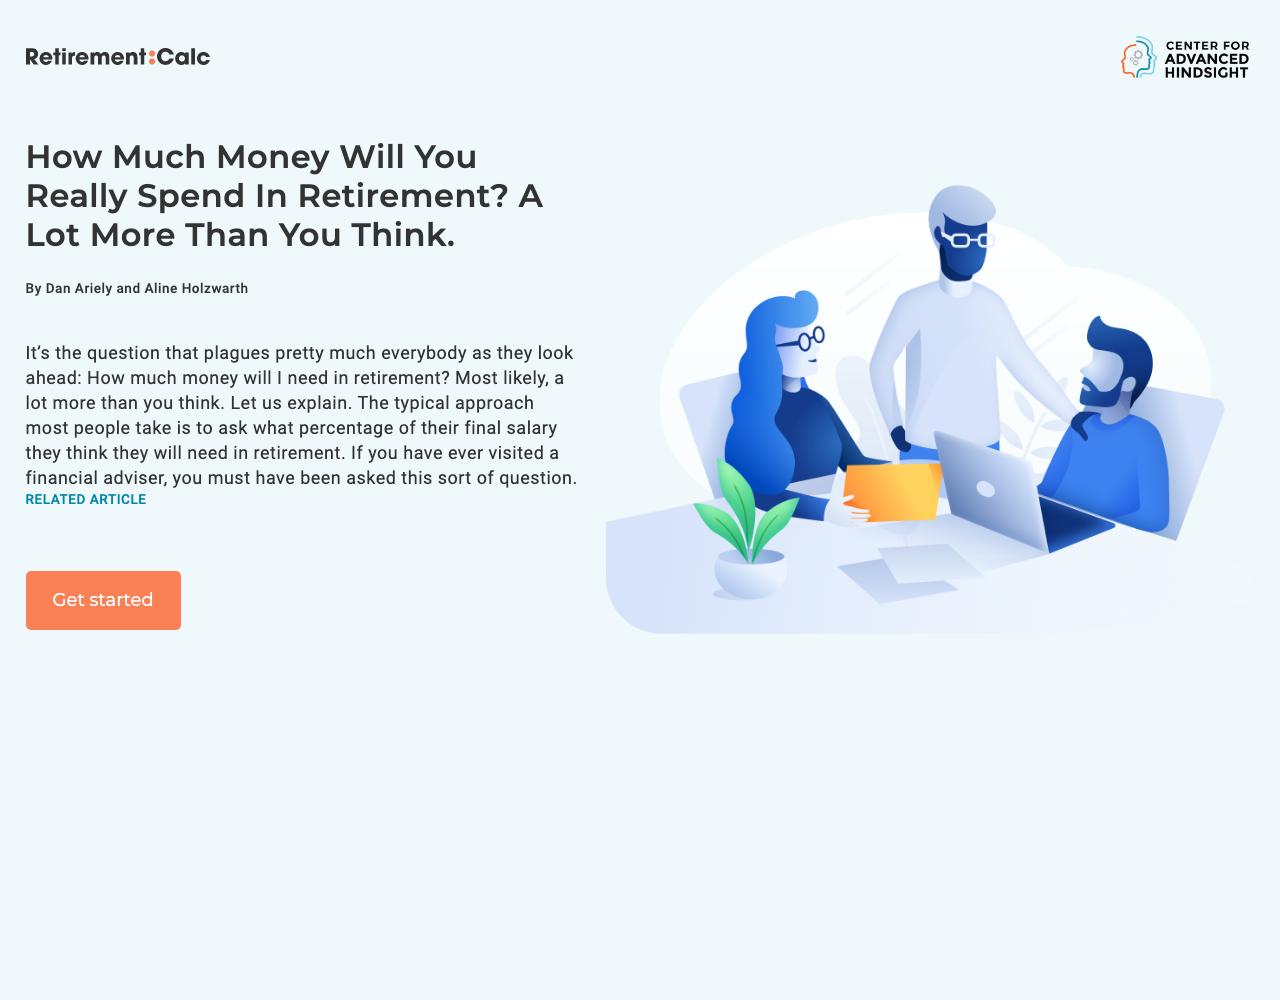 Retirement:Calc
CENTER FOR
ADVANCED
HINDSIGHT
How Much Money Will You
Really Spend In Retirement? A
Lot More Than You Think.
By Dan Ariely and Aline Holzwarth
It’s the question that plagues pretty much everybody as they look
ahead: How much money will I need in retirement? Most likely, a
lot more than you think. Let us explain. The typical approach
most people take is to ask what percentage of their final salary
they think they will need in retirement. If you have ever visited a
financial adviser, you must have been asked this sort of question.
RELATED ARTICLE
Get started